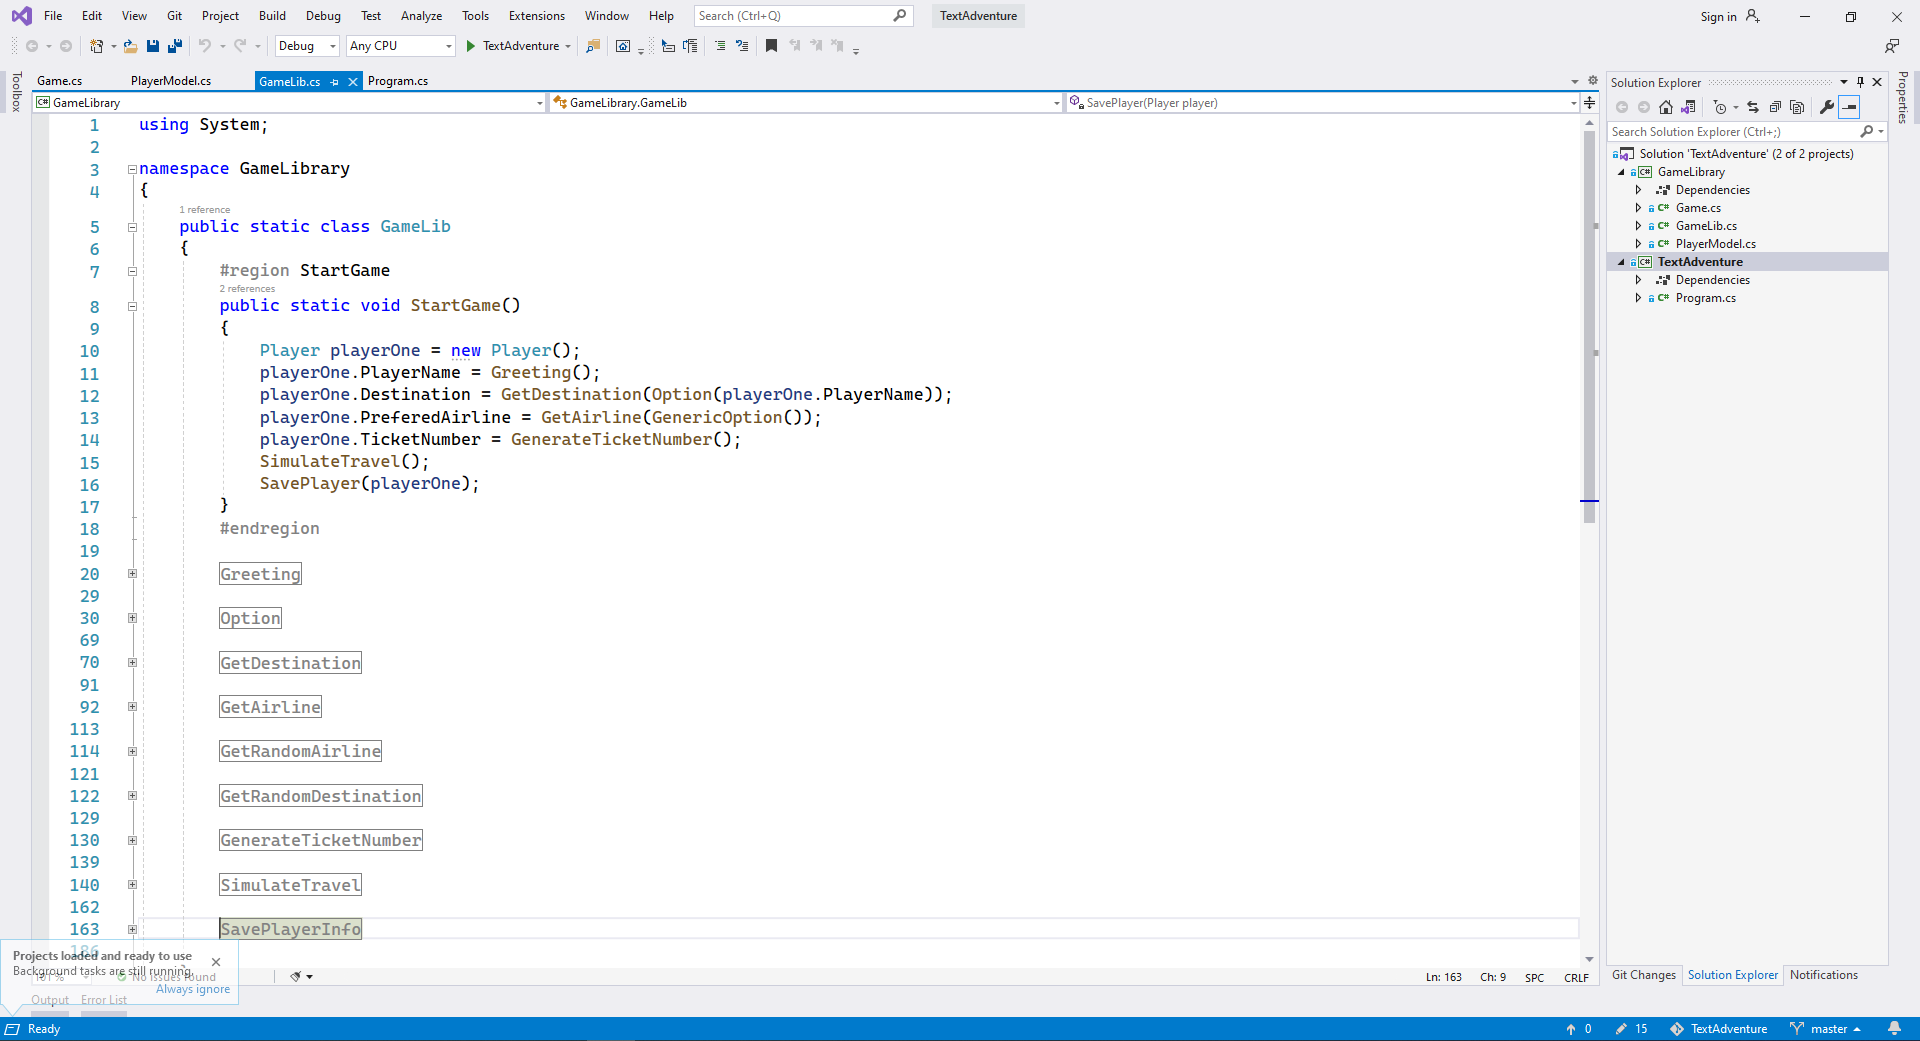 File Edit View Git Project Build Debug Test Analyze Tools Extensions Window Help Search (Ctrl+Q) TextAdventure Sign in
Debug Any CPU TextAdventure
Toolbox
Game.cs PlayerModel.cs GameLib.cs Program.cs
GameLibrary GameLibrary.GameLib SavePlayer(Player player)
1 using System;
2
3 namespace GameLibrary
4 {
1 reference
5 public static class GameLib
6 {
7 #region StartGame
2 references
8 public static void StartGame()
9 {
10 Player playerOne = new Player();
11 playerOne.PlayerName = Greeting();
12 playerOne.Destination = GetDestination(Option(playerOne.PlayerName));
13 playerOne.PreferedAirline = GetAirline(GenericOption());
14 playerOne.TicketNumber = GenerateTicketNumber();
15 SimulateTravel();
16 SavePlayer(playerOne);
17 }
18 #endregion
19
20 Greeting
29
30 Option
69
70 GetDestination
91
92 GetAirline
113
114 GetRandomAirline
121
122 GetRandomDestination
129
130 GenerateTicketNumber
139
140 SimulateTravel
162
163 SavePlayerInfo
186
Projects loaded and ready to use
Background tasks are still running.
Always ignore
101 % No issues found
Ln: 163 Ch: 9 SPC CRLF
Output Error List
Solution Explorer
Search Solution Explorer (Ctrl+;)
Solution 'TextAdventure' (2 of 2 projects)
C# GameLibrary
Dependencies
C# Game.cs
C# GameLib.cs
C# PlayerModel.cs
C# TextAdventure
Dependencies
C# Program.cs
Git Changes Solution Explorer Notifications
Properties
Ready 0 15 TextAdventure master